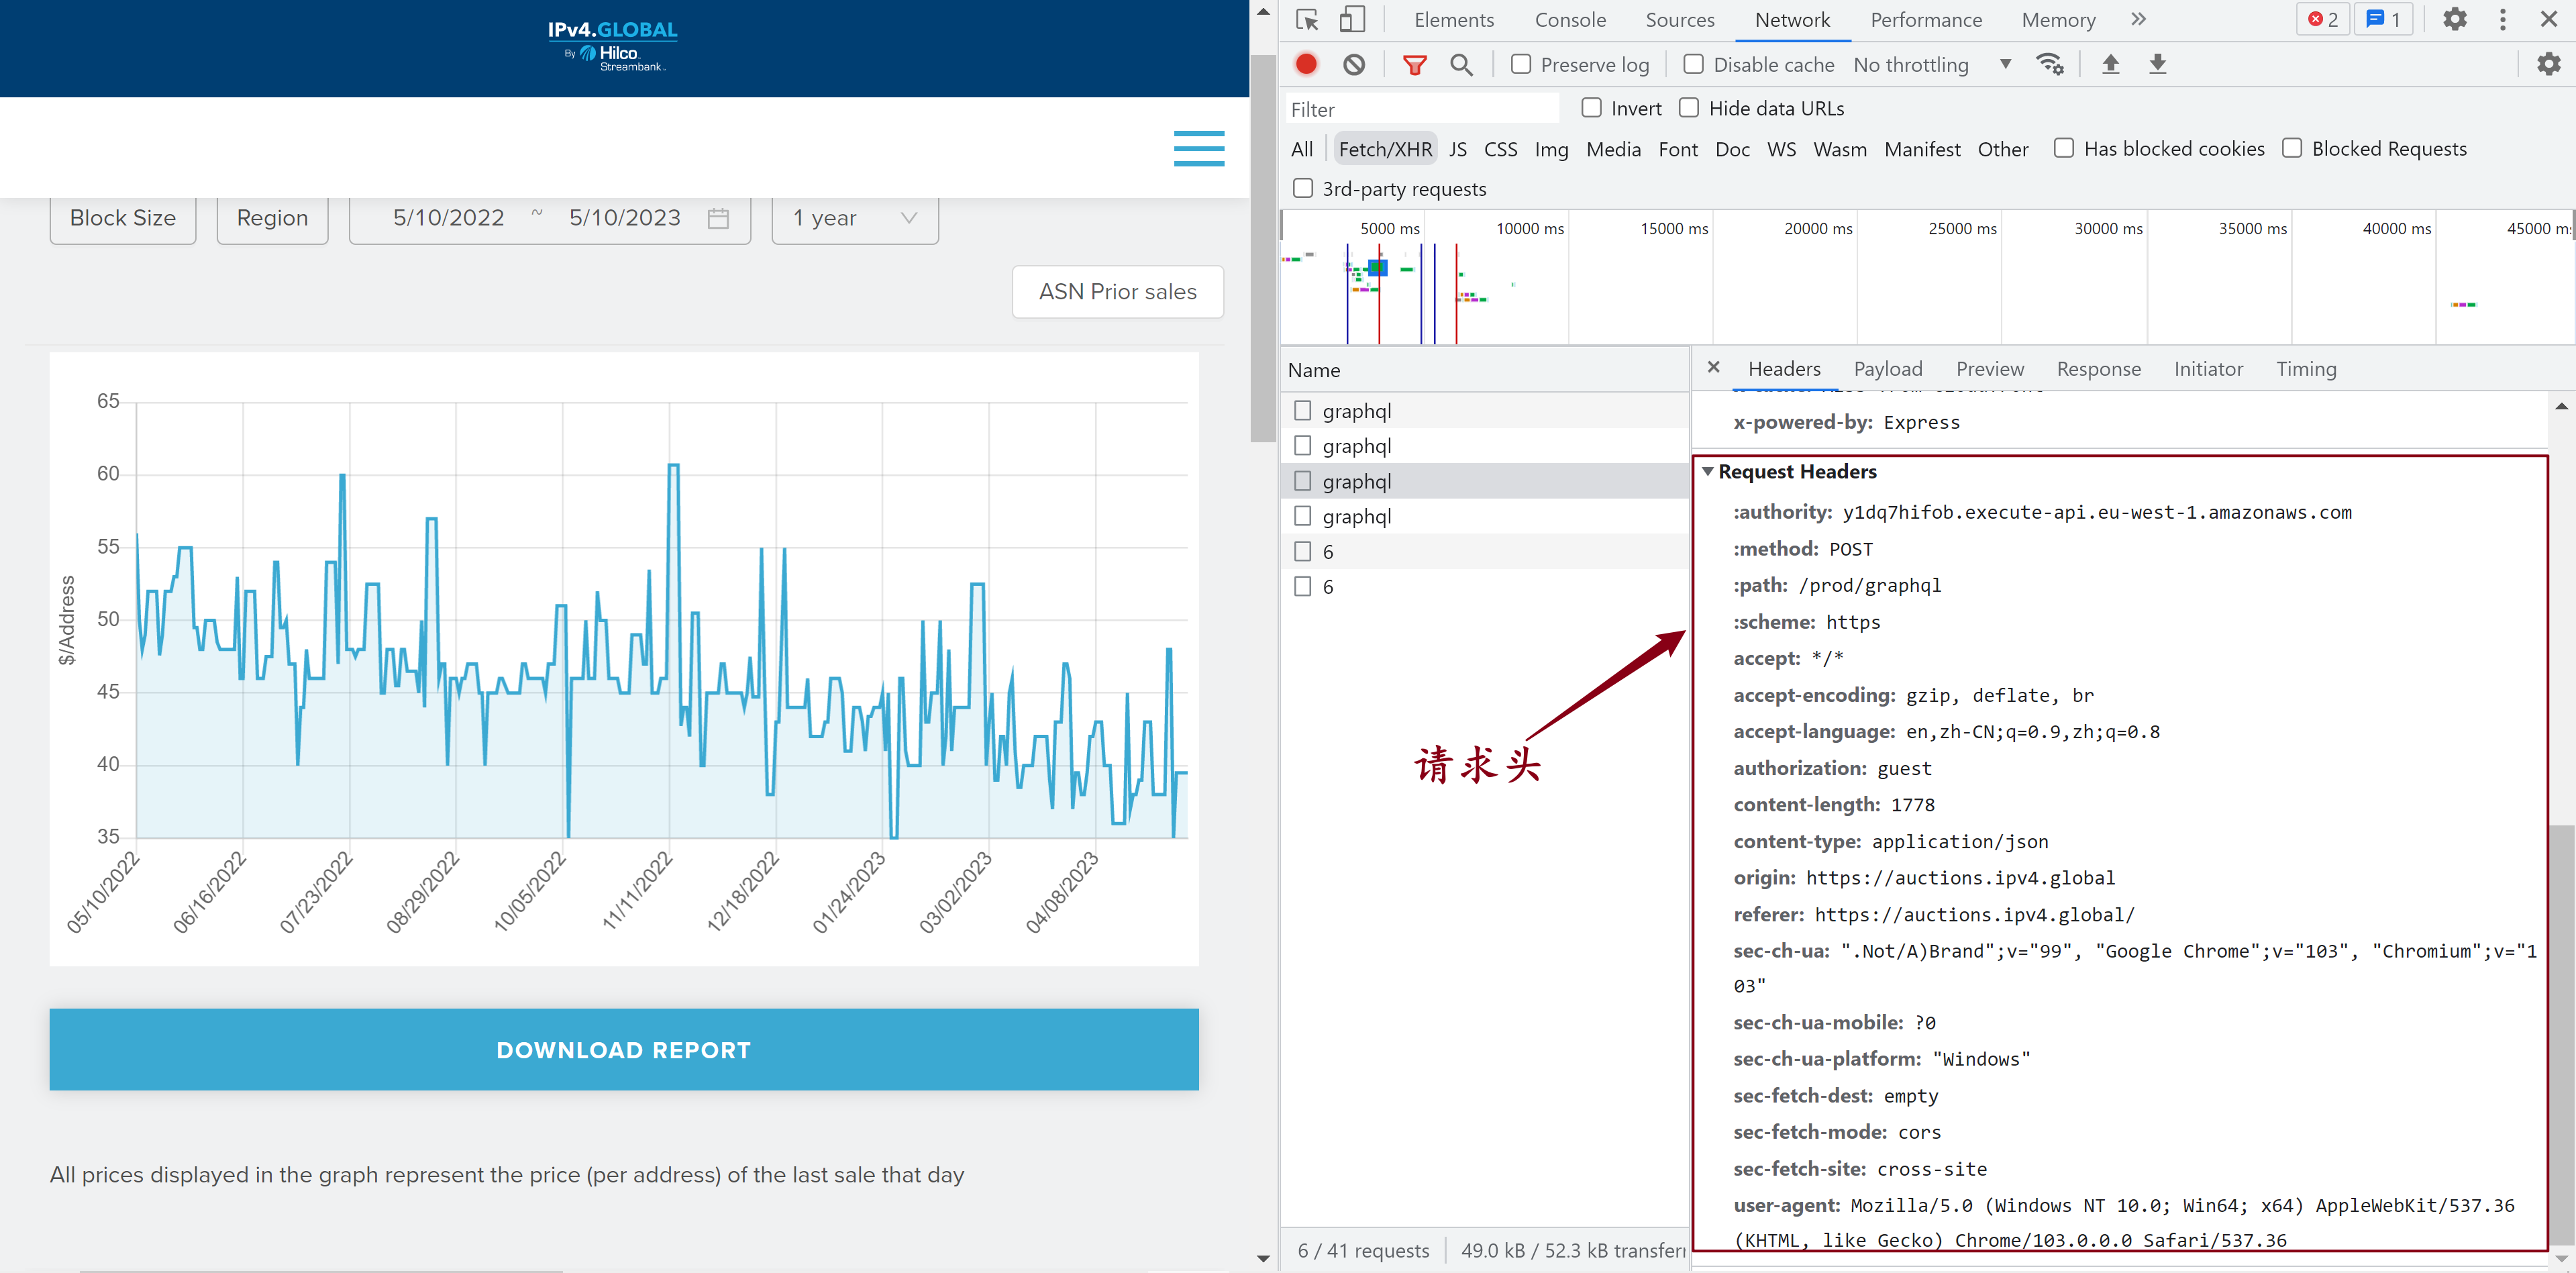 IPv4.GLOBAL
By Hilco
Streambank
Block Size
Region
5/10/2022 ~ 5/10/2023
1 year
ASN Prior sales
65
60
55
50
45
40
35
$/Address
05/10/2022
06/16/2022
07/23/2022
08/29/2022
10/05/2022
11/11/2022
12/18/2022
01/24/2023
03/02/2023
04/08/2023
DOWNLOAD REPORT
All prices displayed in the graph represent the price (per address) of the last sale that day
Elements Console Sources Network Performance Memory » 2 1
Preserve log Disable cache No throttling
Filter Invert Hide data URLs
All Fetch/XHR JS CSS Img Media Font Doc WS Wasm Manifest Other Has blocked cookies Blocked Requests
3rd-party requests
5000 ms 10000 ms 15000 ms 20000 ms 25000 ms 30000 ms 35000 ms 40000 ms 45000 m
Name
graphql
graphql
graphql
graphql
6
6
请求头
6 / 41 requests 49.0 kB / 52.3 kB transferr
Headers Payload Preview Response Initiator Timing
x-powered-by: Express
Request Headers
:authority: y1dq7hifob.execute-api.eu-west-1.amazonaws.com
:method: POST
:path: /prod/graphql
:scheme: https
accept: */*
accept-encoding: gzip, deflate, br
accept-language: en,zh-CN;q=0.9,zh;q=0.8
authorization: guest
content-length: 1778
content-type: application/json
origin: https://auctions.ipv4.global
referer: https://auctions.ipv4.global/
sec-ch-ua: ".Not/A)Brand";v="99", "Google Chrome";v="103", "Chromium";v="1
03"
sec-ch-ua-mobile: ?0
sec-ch-ua-platform: "Windows"
sec-fetch-dest: empty
sec-fetch-mode: cors
sec-fetch-site: cross-site
user-agent: Mozilla/5.0 (Windows NT 10.0; Win64; x64) AppleWebKit/537.36
(KHTML, like Gecko) Chrome/103.0.0.0 Safari/537.36